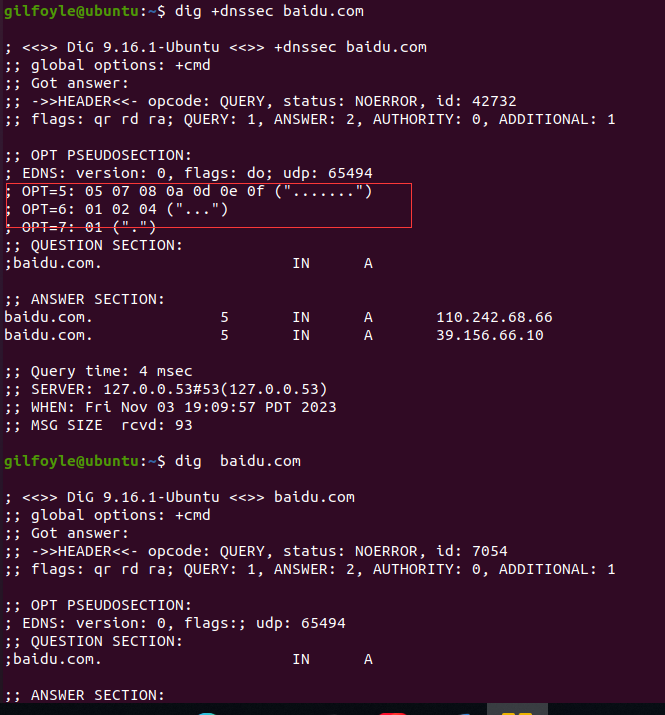 gilfoyle@ubuntu:~$ dig +dnssec baidu.com
; <<>> DiG 9.16.1-Ubuntu <<>> +dnssec baidu.com
;; global options: +cmd
;; Got answer:
;; ->>HEADER<<- opcode: QUERY, status: NOERROR, id: 42732
;; flags: qr rd ra; QUERY: 1, ANSWER: 2, AUTHORITY: 0, ADDITIONAL: 1
;; OPT PSEUDOSECTION:
; EDNS: version: 0, flags: do; udp: 65494
; OPT=5: 05 07 08 0a 0d 0e 0f (".......")
; OPT=6: 01 02 04 ("...")
; OPT=7: 01 (".")
;; QUESTION SECTION:
;baidu.com. IN A
;; ANSWER SECTION:
baidu.com. 5 IN A 110.242.68.66
baidu.com. 5 IN A 39.156.66.10
;; Query time: 4 msec
;; SERVER: 127.0.0.53#53(127.0.0.53)
;; WHEN: Fri Nov 03 19:09:57 PDT 2023
;; MSG SIZE  rcvd: 93
gilfoyle@ubuntu:~$ dig  baidu.com
; <<>> DiG 9.16.1-Ubuntu <<>> baidu.com
;; global options: +cmd
;; Got answer:
;; ->>HEADER<<- opcode: QUERY, status: NOERROR, id: 7054
;; flags: qr rd ra; QUERY: 1, ANSWER: 2, AUTHORITY: 0, ADDITIONAL: 1
;; OPT PSEUDOSECTION:
; EDNS: version: 0, flags:; udp: 65494
;; QUESTION SECTION:
;baidu.com. IN A
;; ANSWER SECTION: